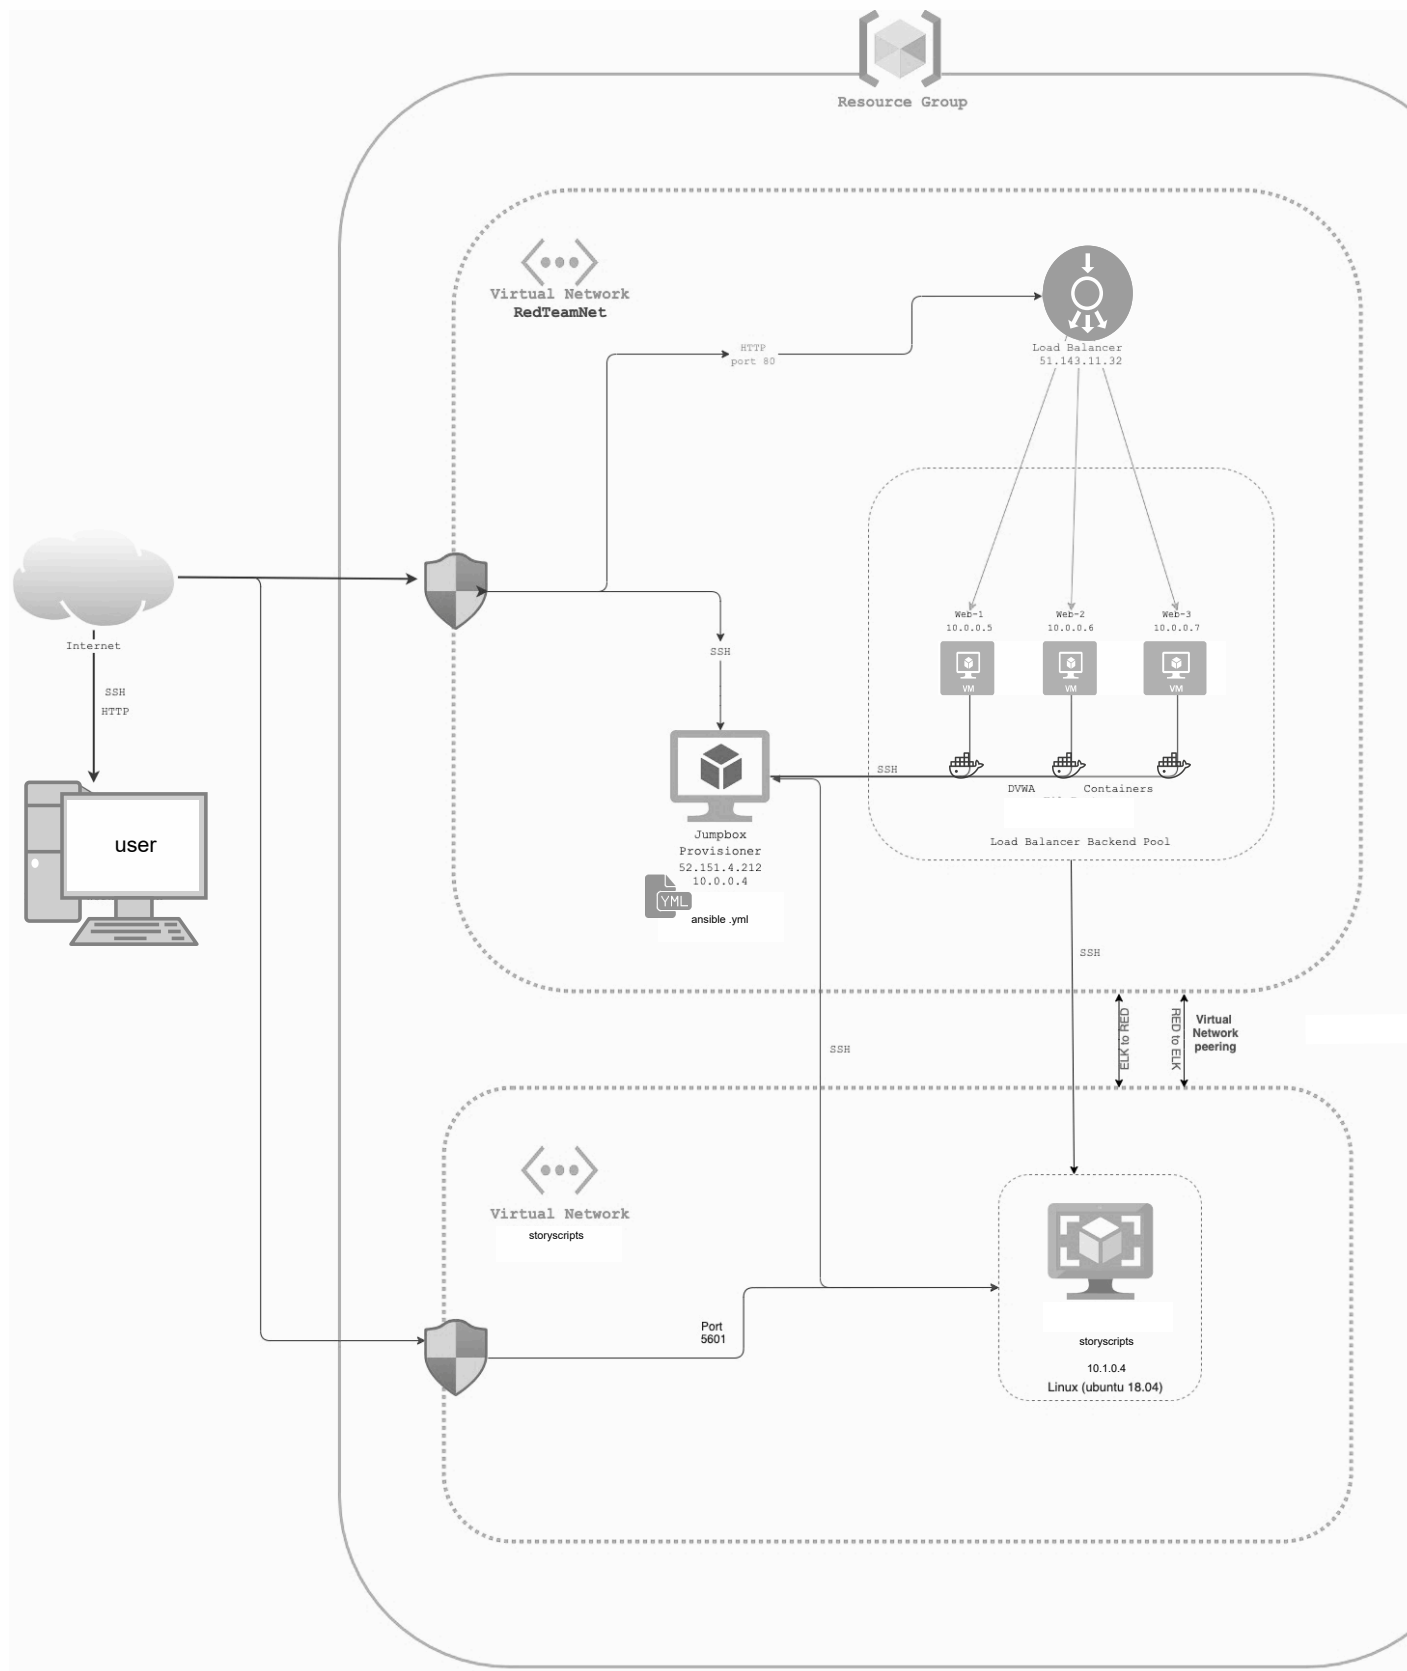 Resource Group
Virtual Network
RedTeamNet
HTTP
port 80
Load Balancer
51.143.11.32
Web-1
10.0.0.5
Web-2
10.0.0.6
Web-3
10.0.0.7
VM
VM
VM
Internet
SSH
HTTP
user
SSH
Jumpbox
Provisioner
52.151.4.212
10.0.0.4
YML
ansible .yml
SSH
DVWA
Containers
Load Balancer Backend Pool
SSH
SSH
ELK to RED
RED to ELK
Virtual
Network
peering
Virtual Network
storyscripts
Port
5601
storyscripts
10.1.0.4
Linux (ubuntu 18.04)